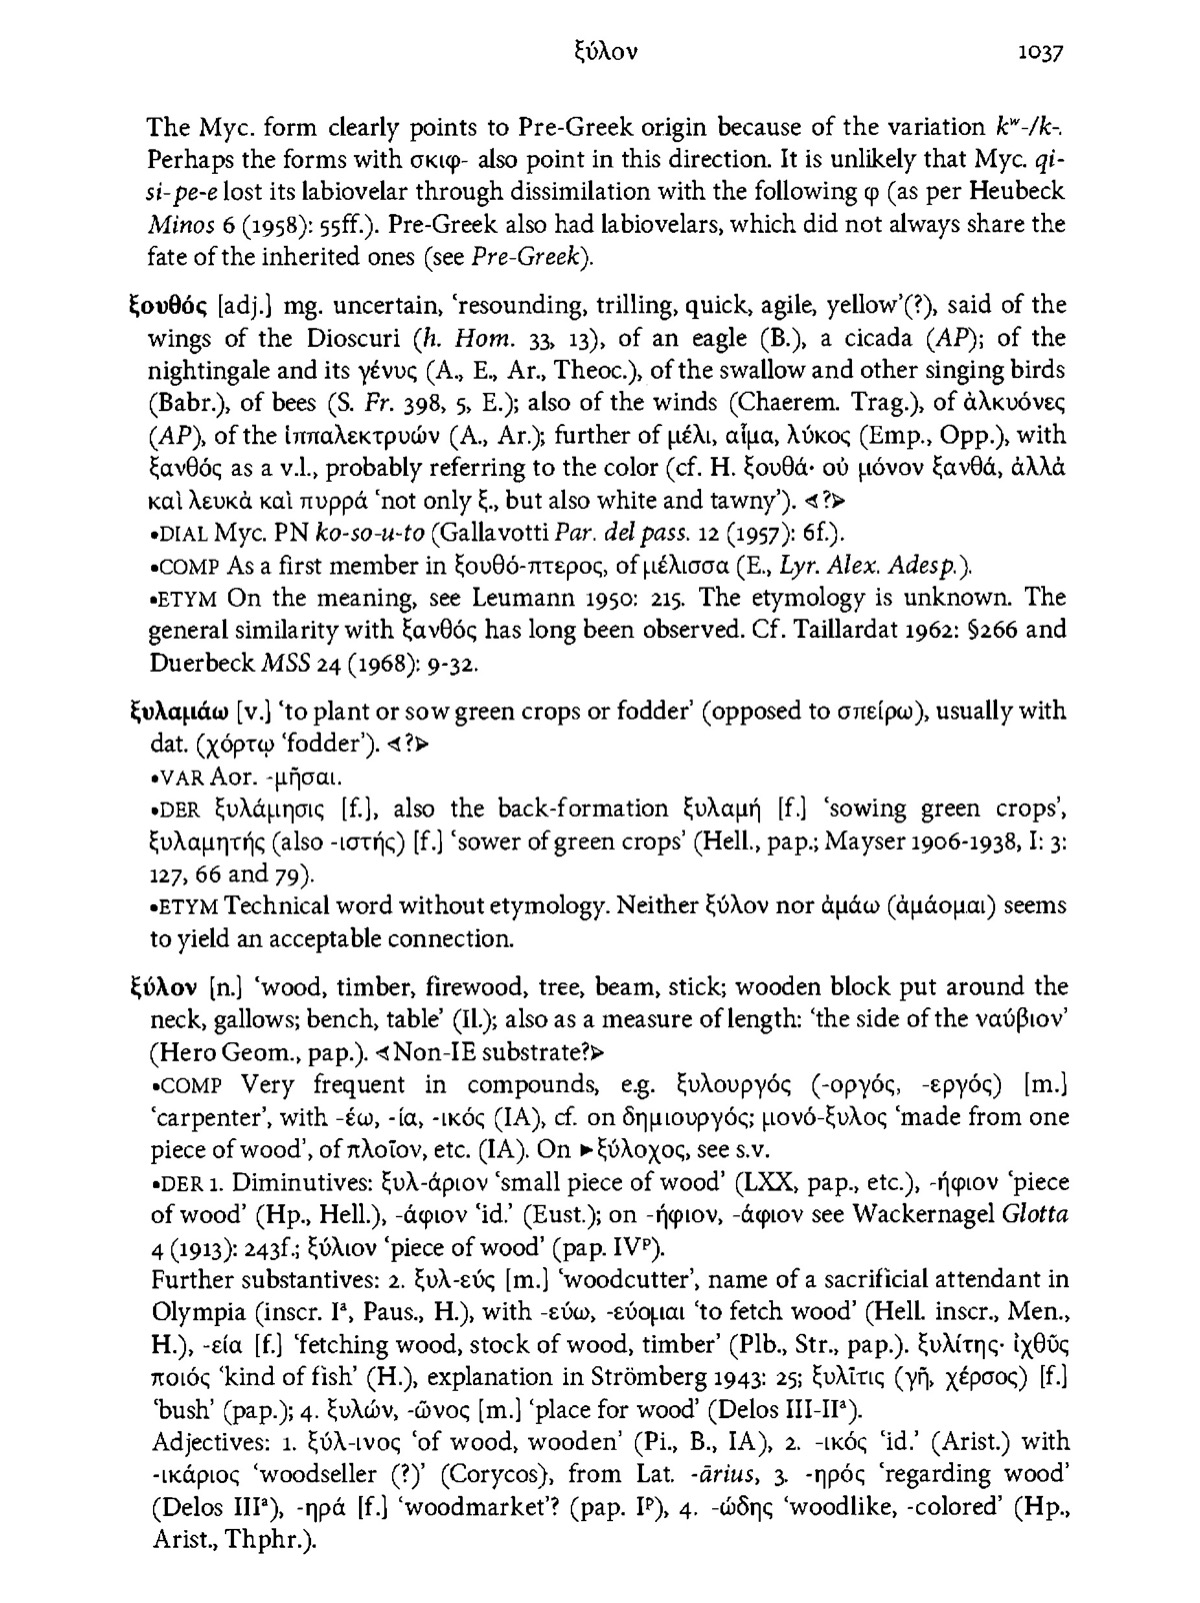 ξύλον 1037
The Myc. form clearly points to Pre-Greek origin because of the variation kʷ-/k-.
Perhaps the forms with σκιφ- also point in this direction. It is unlikely that Myc. qi-
si-pe-e lost its labiovelar through dissimilation with the following φ (as per Heubeck
Minos 6 (1958): 55ff.). Pre-Greek also had labiovelars, which did not always share the
fate of the inherited ones (see Pre-Greek).
ξουθός [adj.] mg. uncertain, ‘resounding, trilling, quick, agile, yellow’(?), said of the
wings of the Dioscuri (h. Hom. 33, 13), of an eagle (B.), a cicada (AP); of the
nightingale and its γένυς (A., E., Ar., Theoc.), of the swallow and other singing birds
(Babr.), of bees (S. Fr. 398, 5, E.); also of the winds (Chaerem. Trag.), of ἀλκυόνες
(AP), of the ἱππαλεκτρυών (A., Ar.); further of μέλι, αἷμα, λύκος (Emp., Opp.), with
ξανθός as a v.l., probably referring to the color (cf. H. ξουθά· οὐ μόνον ξανθά, ἀλλὰ
καὶ λευκὰ καὶ πυρρά ‘not only ξ., but also white and tawny’). ⊲?⊳
•DIAL Myc. PN ko-so-u-to (Gallavotti Par. del pass. 12 (1957): 6f.).
•COMP As a first member in ξουθό-πτερος, of μέλισσα (E., Lyr. Alex. Adesp.).
•ETYM On the meaning, see Leumann 1950: 215. The etymology is unknown. The
general similarity with ξανθός has long been observed. Cf. Taillardat 1962: §266 and
Duerbeck MSS 24 (1968): 9-32.
ξυλαμάω [v.] ‘to plant or sow green crops or fodder’ (opposed to σπείρω), usually with
dat. (χόρτῳ ‘fodder’). ⊲?⊳
•VAR Aor. -μῆσαι.
•DER ξυλάμησις [f.], also the back-formation ξυλαμή [f.] ‘sowing green crops’,
ξυλαμητής (also -ιστής) [f.] ‘sower of green crops’ (Hell., pap.; Mayser 1906-1938, I: 3:
127, 66 and 79).
•ETYM Technical word without etymology. Neither ξύλον nor ἀμάω (ἀμάομαι) seems
to yield an acceptable connection.
ξύλον [n.] ‘wood, timber, firewood, tree, beam, stick; wooden block put around the
neck, gallows; bench, table’ (Il.); also as a measure of length: ‘the side of the ναύβιον’
(Hero Geom., pap.). ⊲Non-IE substrate?⊳
•COMP Very frequent in compounds, e.g. ξυλουργός (-οργός, -εργός) [m.]
‘carpenter’, with -έω, -ία, -ικός (IA), cf. on δημιουργός; μονό-ξυλος ‘made from one
piece of wood’, of πλοῖον, etc. (IA). On ►ξύλοχος, see s.v.
•DER 1. Diminutives: ξυλ-άριον ‘small piece of wood’ (LXX, pap., etc.), -ήφιον ‘piece
of wood’ (Hp., Hell.), -άφιον ‘id.’ (Eust.); on -ήφιον, -άφιον see Wackernagel Glotta
4 (1913): 243f.; ξύλιον ‘piece of wood’ (pap. IVᵖ).
Further substantives: 2. ξυλ-εύς [m.] ‘woodcutter’, name of a sacrificial attendant in
Olympia (inscr. Iᵃ, Paus., H.), with -εύω, -εύομαι ‘to fetch wood’ (Hell. inscr., Men.,
H.), -εία [f.] ‘fetching wood, stock of wood, timber’ (Plb., Str., pap.). ξυλίτης· ἰχθῦς
ποιός ‘kind of fish’ (H.), explanation in Strömberg 1943: 25; ξυλῖτις (γῆ, χέρσος) [f.]
‘bush’ (pap.); 4. ξυλών, -ῶνος [m.] ‘place for wood’ (Delos III-IIᵃ).
Adjectives: 1. ξύλ-ινος ‘of wood, wooden’ (Pi., B., IA), 2. -ικός ‘id.’ (Arist.) with
-ικάριος ‘woodseller (?)’ (Corycos), from Lat. -ārius, 3. -ηρός ‘regarding wood’
(Delos IIIᵃ), -ηρά [f.] ‘woodmarket’? (pap. Iᵖ), 4. -ώδης ‘woodlike, -colored’ (Hp.,
Arist., Thphr.).